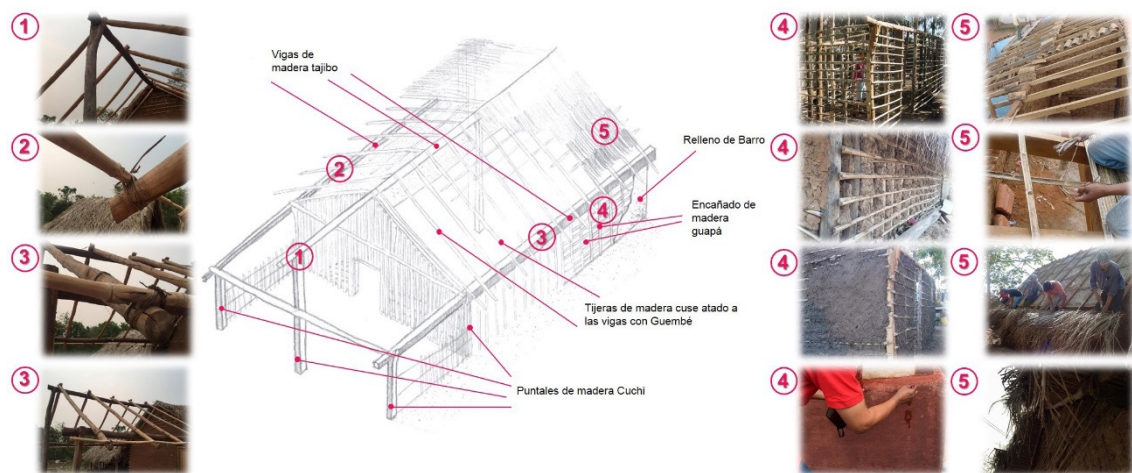 1
2
3
3
Vigas de
madera tajibo
1
2
3
4
5
Relleno de Barro
Encañado de
madera
guapá
Tijeras de madera cuse atado a
las vigas con Guembé
Puntales de madera Cuchi
4
5
4
5
4
5
4
5